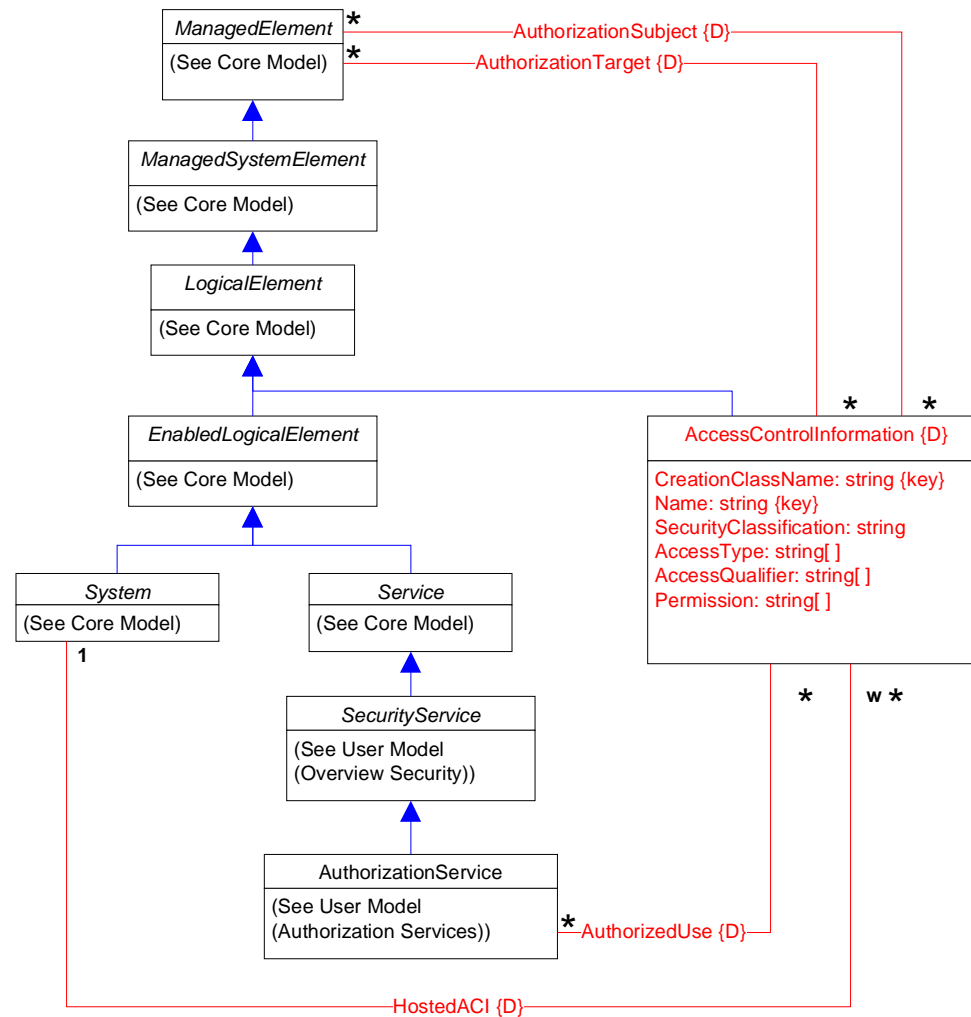 ManagedElement
*
AuthorizationSubject {D}
(See Core Model)
*
AuthorizationTarget {D}
ManagedSystemElement
(See Core Model)
LogicalElement
(See Core Model)
*
*
EnabledLogicalElement
(See Core Model)
AccessControlInformation {D}
CreationClassName: string {key}
Name: string {key}
SecurityClassification: string
AccessType: string[ ]
AccessQualifier: string[ ]
Permission: string[ ]
System
(See Core Model)
1
Service
(See Core Model)
*
w *
SecurityService
(See User Model
(Overview Security))
AuthorizationService
(See User Model
(Authorization Services))
*
AuthorizedUse {D}
HostedACI {D}